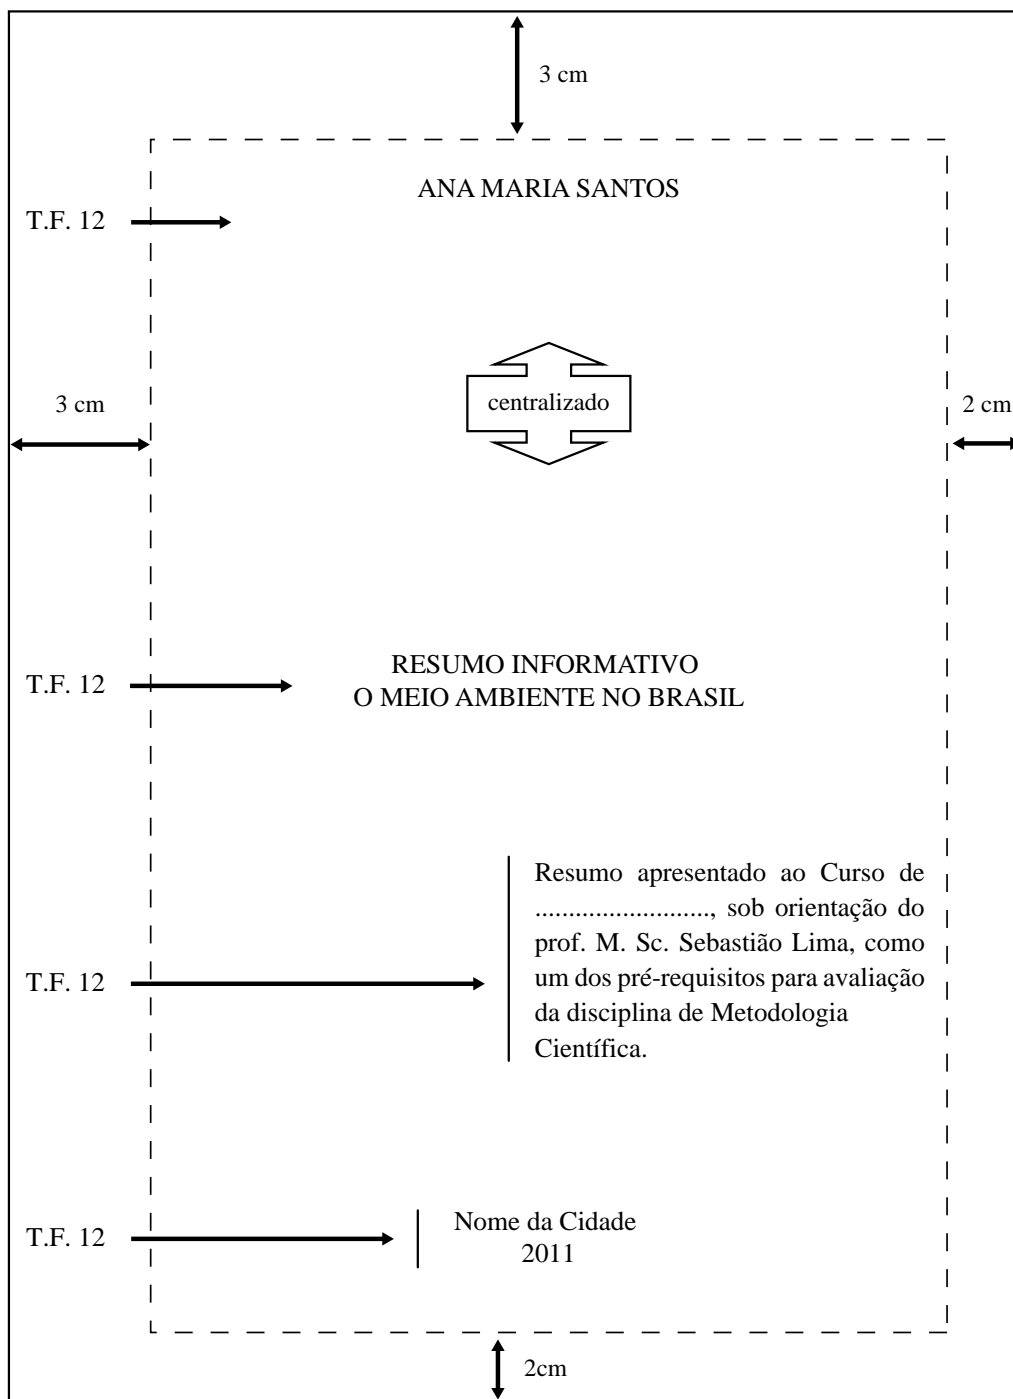 3 cm
ANA MARIA SANTOS
T.F. 12
centralizado
3 cm
2 cm
RESUMO INFORMATIVO
T.F. 12
O MEIO AMBIENTE NO BRASIL
Resumo apresentado ao Curso de
.........................., sob orientação do
prof. M. Sc. Sebastião Lima, como
T.F. 12
um dos pré-requisitos para avaliação
da disciplina de Metodologia
Científica.
Nome da Cidade
T.F. 12
2011
2cm